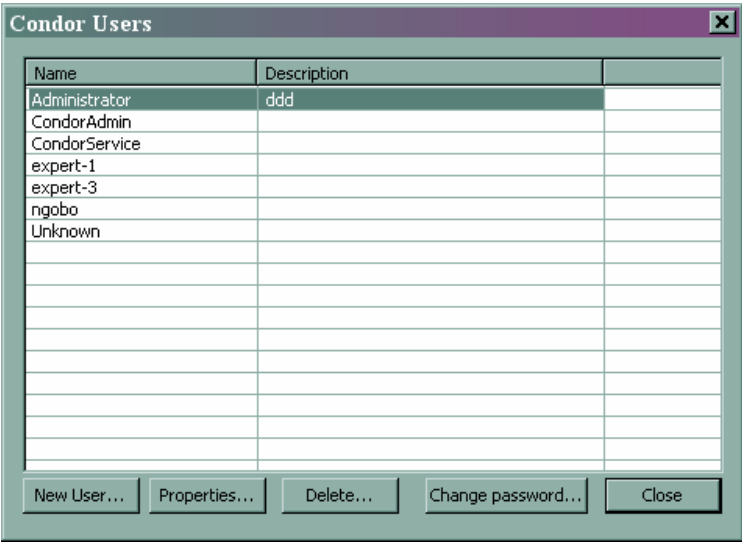 Condor Users
Name Description
Administrator ddd
CondorAdmin
CondorService
expert-1
expert-3
ngobo
Unknown
New User... Properties... Delete... Change password... Close